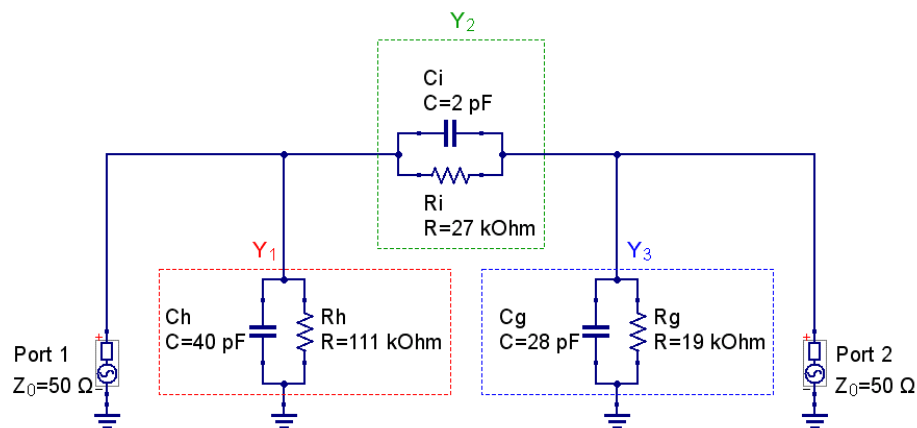 Y₂
Ci
C=2 pF
Ri
R=27 kOhm
Y₁
Y₃
Ch
C=40 pF
Rh
R=111 kOhm
Cg
C=28 pF
Rg
R=19 kOhm
+
Port 1
Z₀=50 Ω
−
+
Port 2
Z₀=50 Ω
−